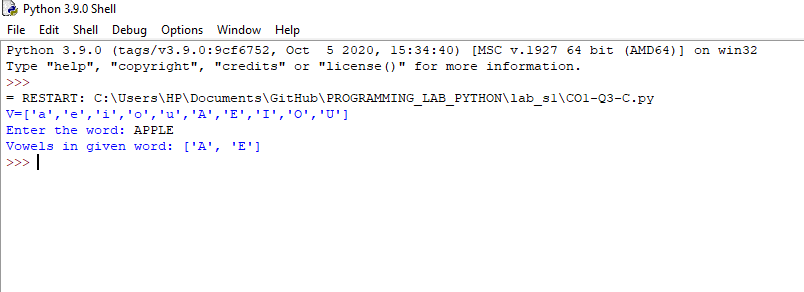 Python 3.9.0 Shell
File Edit Shell Debug Options Window Help
Python 3.9.0 (tags/v3.9.0:9cf6752, Oct  5 2020, 15:34:40) [MSC v.1927 64 bit (AMD64)] on win32
Type "help", "copyright", "credits" or "license()" for more information.
>>>
= RESTART: C:\Users\HP\Documents\GitHub\PROGRAMMING_LAB_PYTHON\lab_s1\CO1-Q3-C.py
V=['a','e','i','o','u','A','E','I','O','U']
Enter the word: APPLE
Vowels in given word: ['A', 'E']
>>>